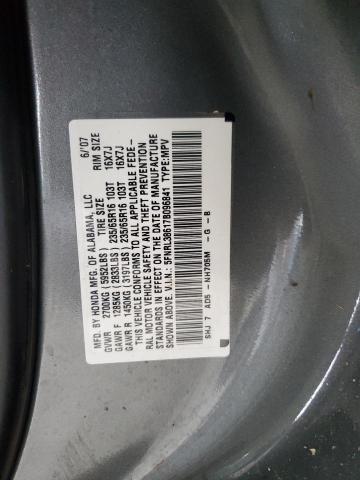 MFD. BY HONDA MFG. OF ALABAMA, LLC 6/'07
TIRE SIZE RIM SIZE
GVWR 2700KG (5952LBS)
GAWR F 1285KG (2833LBS) 235/65R16 103T 16X7J
GAWR R 1450KG (3197LBS) 235/65R16 103T 16X7J
THIS VEHICLE CONFORMS TO ALL APPLICABLE FEDE-
RAL MOTOR VEHICLE SAFETY AND THEFT PREVENTION
STANDARDS IN EFFECT ON THE DATE OF MANUFACTURE
SHOWN ABOVE. V.I.N.: 5FNRL38617B096841 TYPE:MPV
SHJ 7 AD5 - NH705M - G - B